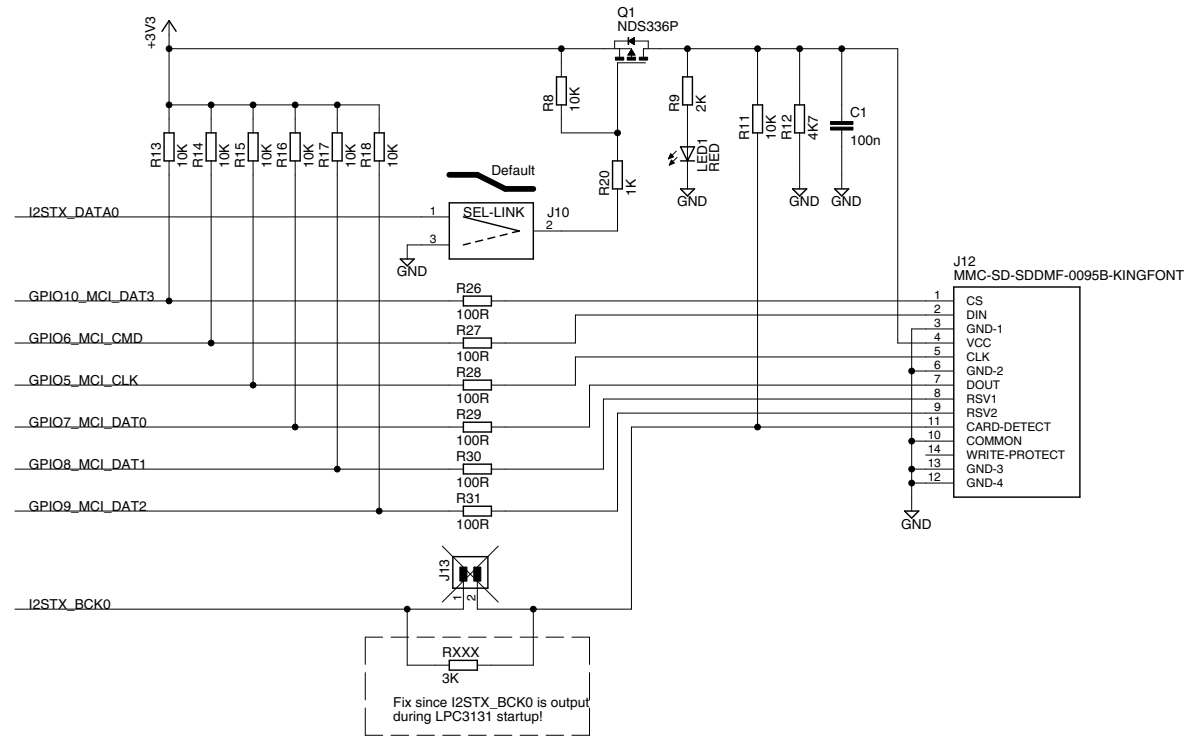 Q1
NDS336P
+3V3
R8
10K
R9
2K
R11
10K
R12
4K7
C1
100n
R13
10K
R14
10K
R15
10K
R16
10K
R17
10K
R18
10K
LED1
RED
R20
1K
GND
GND
GND
Default
I2STX_DATA0
1
SEL-LINK
J10
2
3
GND
J12
MMC-SD-SDDMF-0095B-KINGFONT
GPIO10_MCI_DAT3
R26
100R
1
CS
2
DIN
GPIO6_MCI_CMD
R27
100R
3
GND-1
4
VCC
GPIO5_MCI_CLK
R28
100R
5
CLK
6
GND-2
7
DOUT
GPIO7_MCI_DAT0
R29
100R
8
RSV1
9
RSV2
11
CARD-DETECT
GPIO8_MCI_DAT1
R30
100R
10
COMMON
14
WRITE-PROTECT
13
GND-3
12
GND-4
GPIO9_MCI_DAT2
R31
100R
GND
J13
1
2
I2STX_BCK0
RXXX
3K
Fix since I2STX_BCK0 is output
during LPC3131 startup!